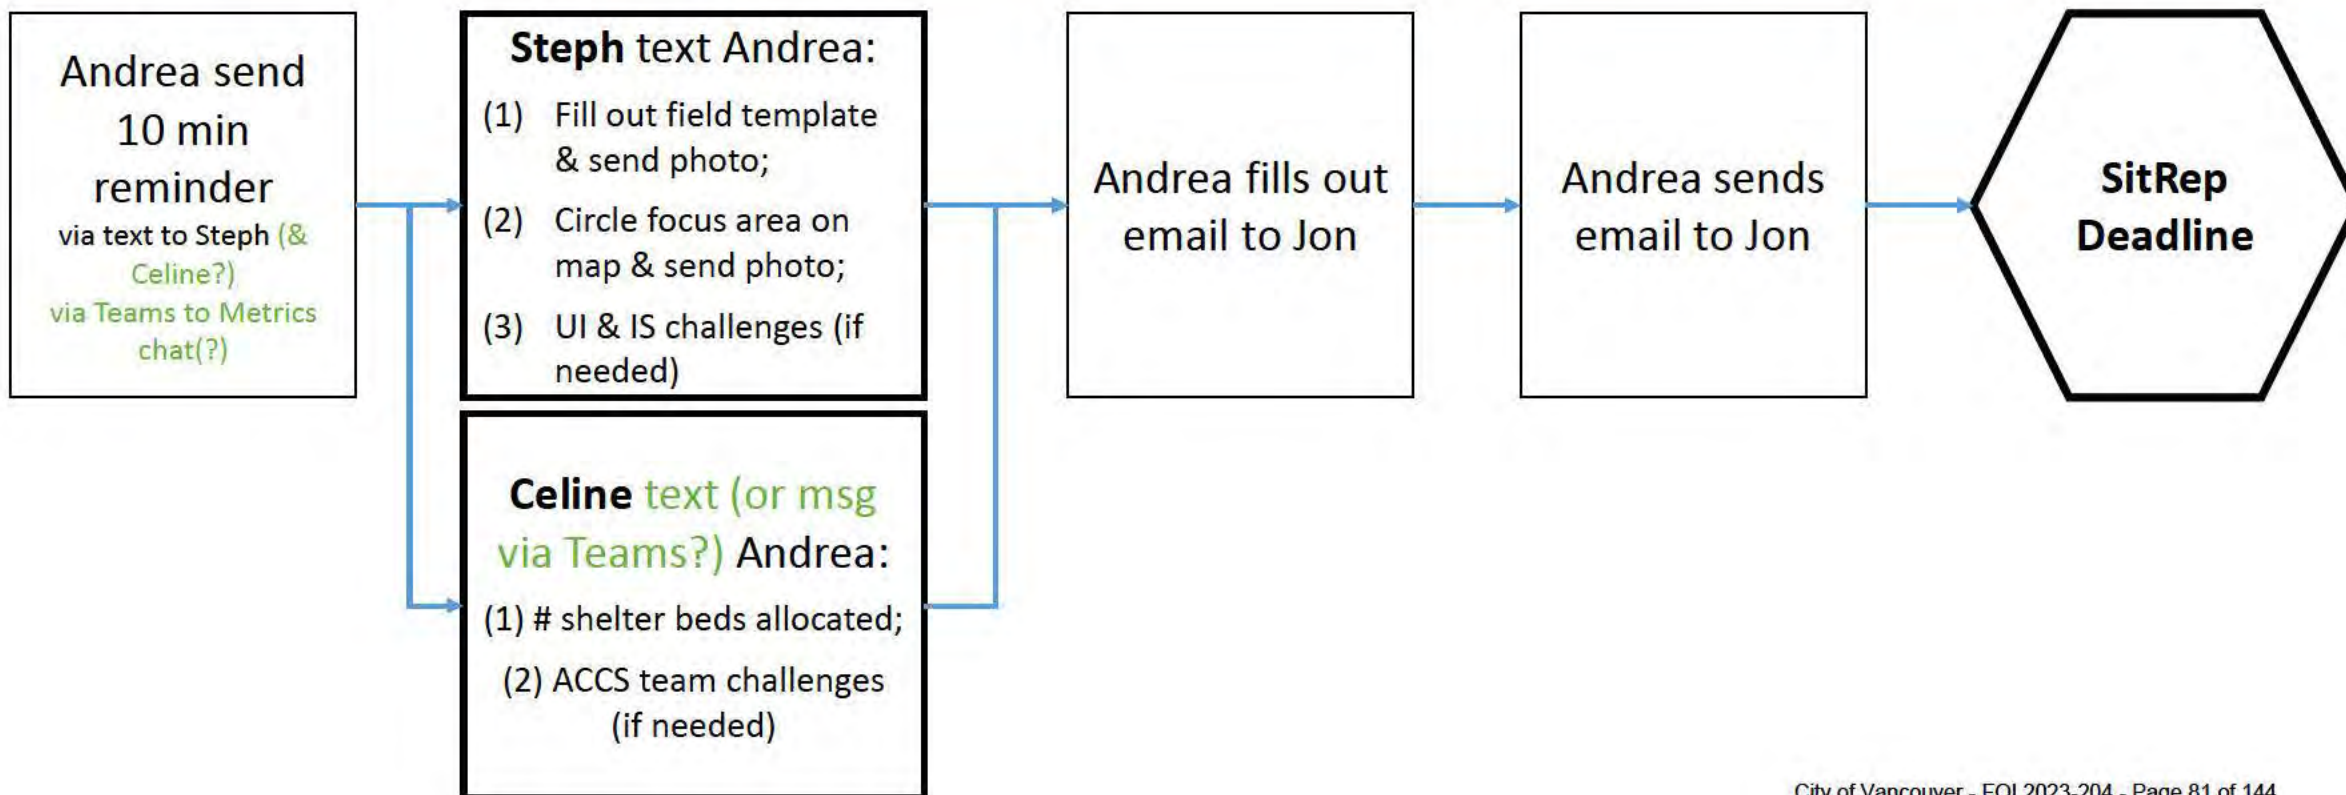 Andrea send
10 min
reminder
via text to Steph (&
Celine?)
via Teams to Metrics
chat(?)
Steph text Andrea:
(1) Fill out field template
& send photo;
(2) Circle focus area on
map & send photo;
(3) UI & IS challenges (if
needed)
Celine text (or msg
via Teams?) Andrea:
(1) # shelter beds allocated;
(2) ACCS team challenges
(if needed)
Andrea fills out
email to Jon
Andrea sends
email to Jon
SitRep
Deadline
City of Vancouver - FOI 2023-204 - Page 81 of 144